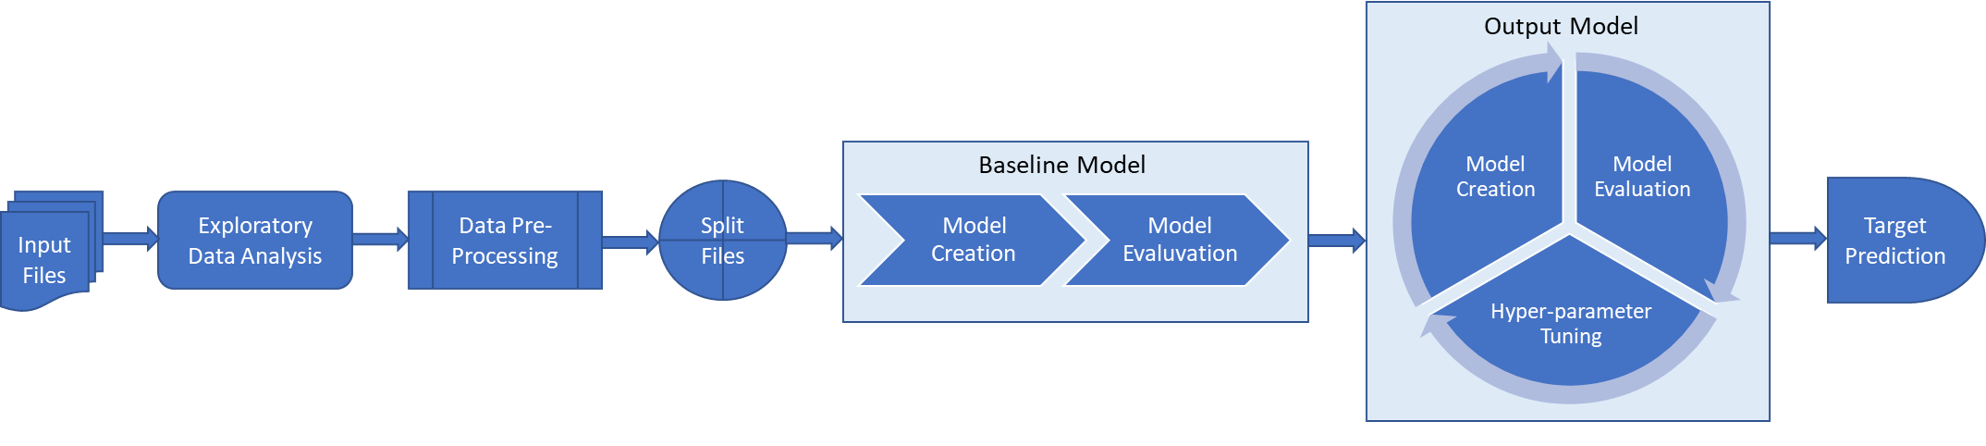 Input
Files
Exploratory
Data Analysis
Data Pre-
Processing
Split
Files
Baseline Model
Model
Creation
Model
Evaluvation
Output Model
Model
Creation
Model
Evaluation
Hyper-parameter
Tuning
Target
Prediction